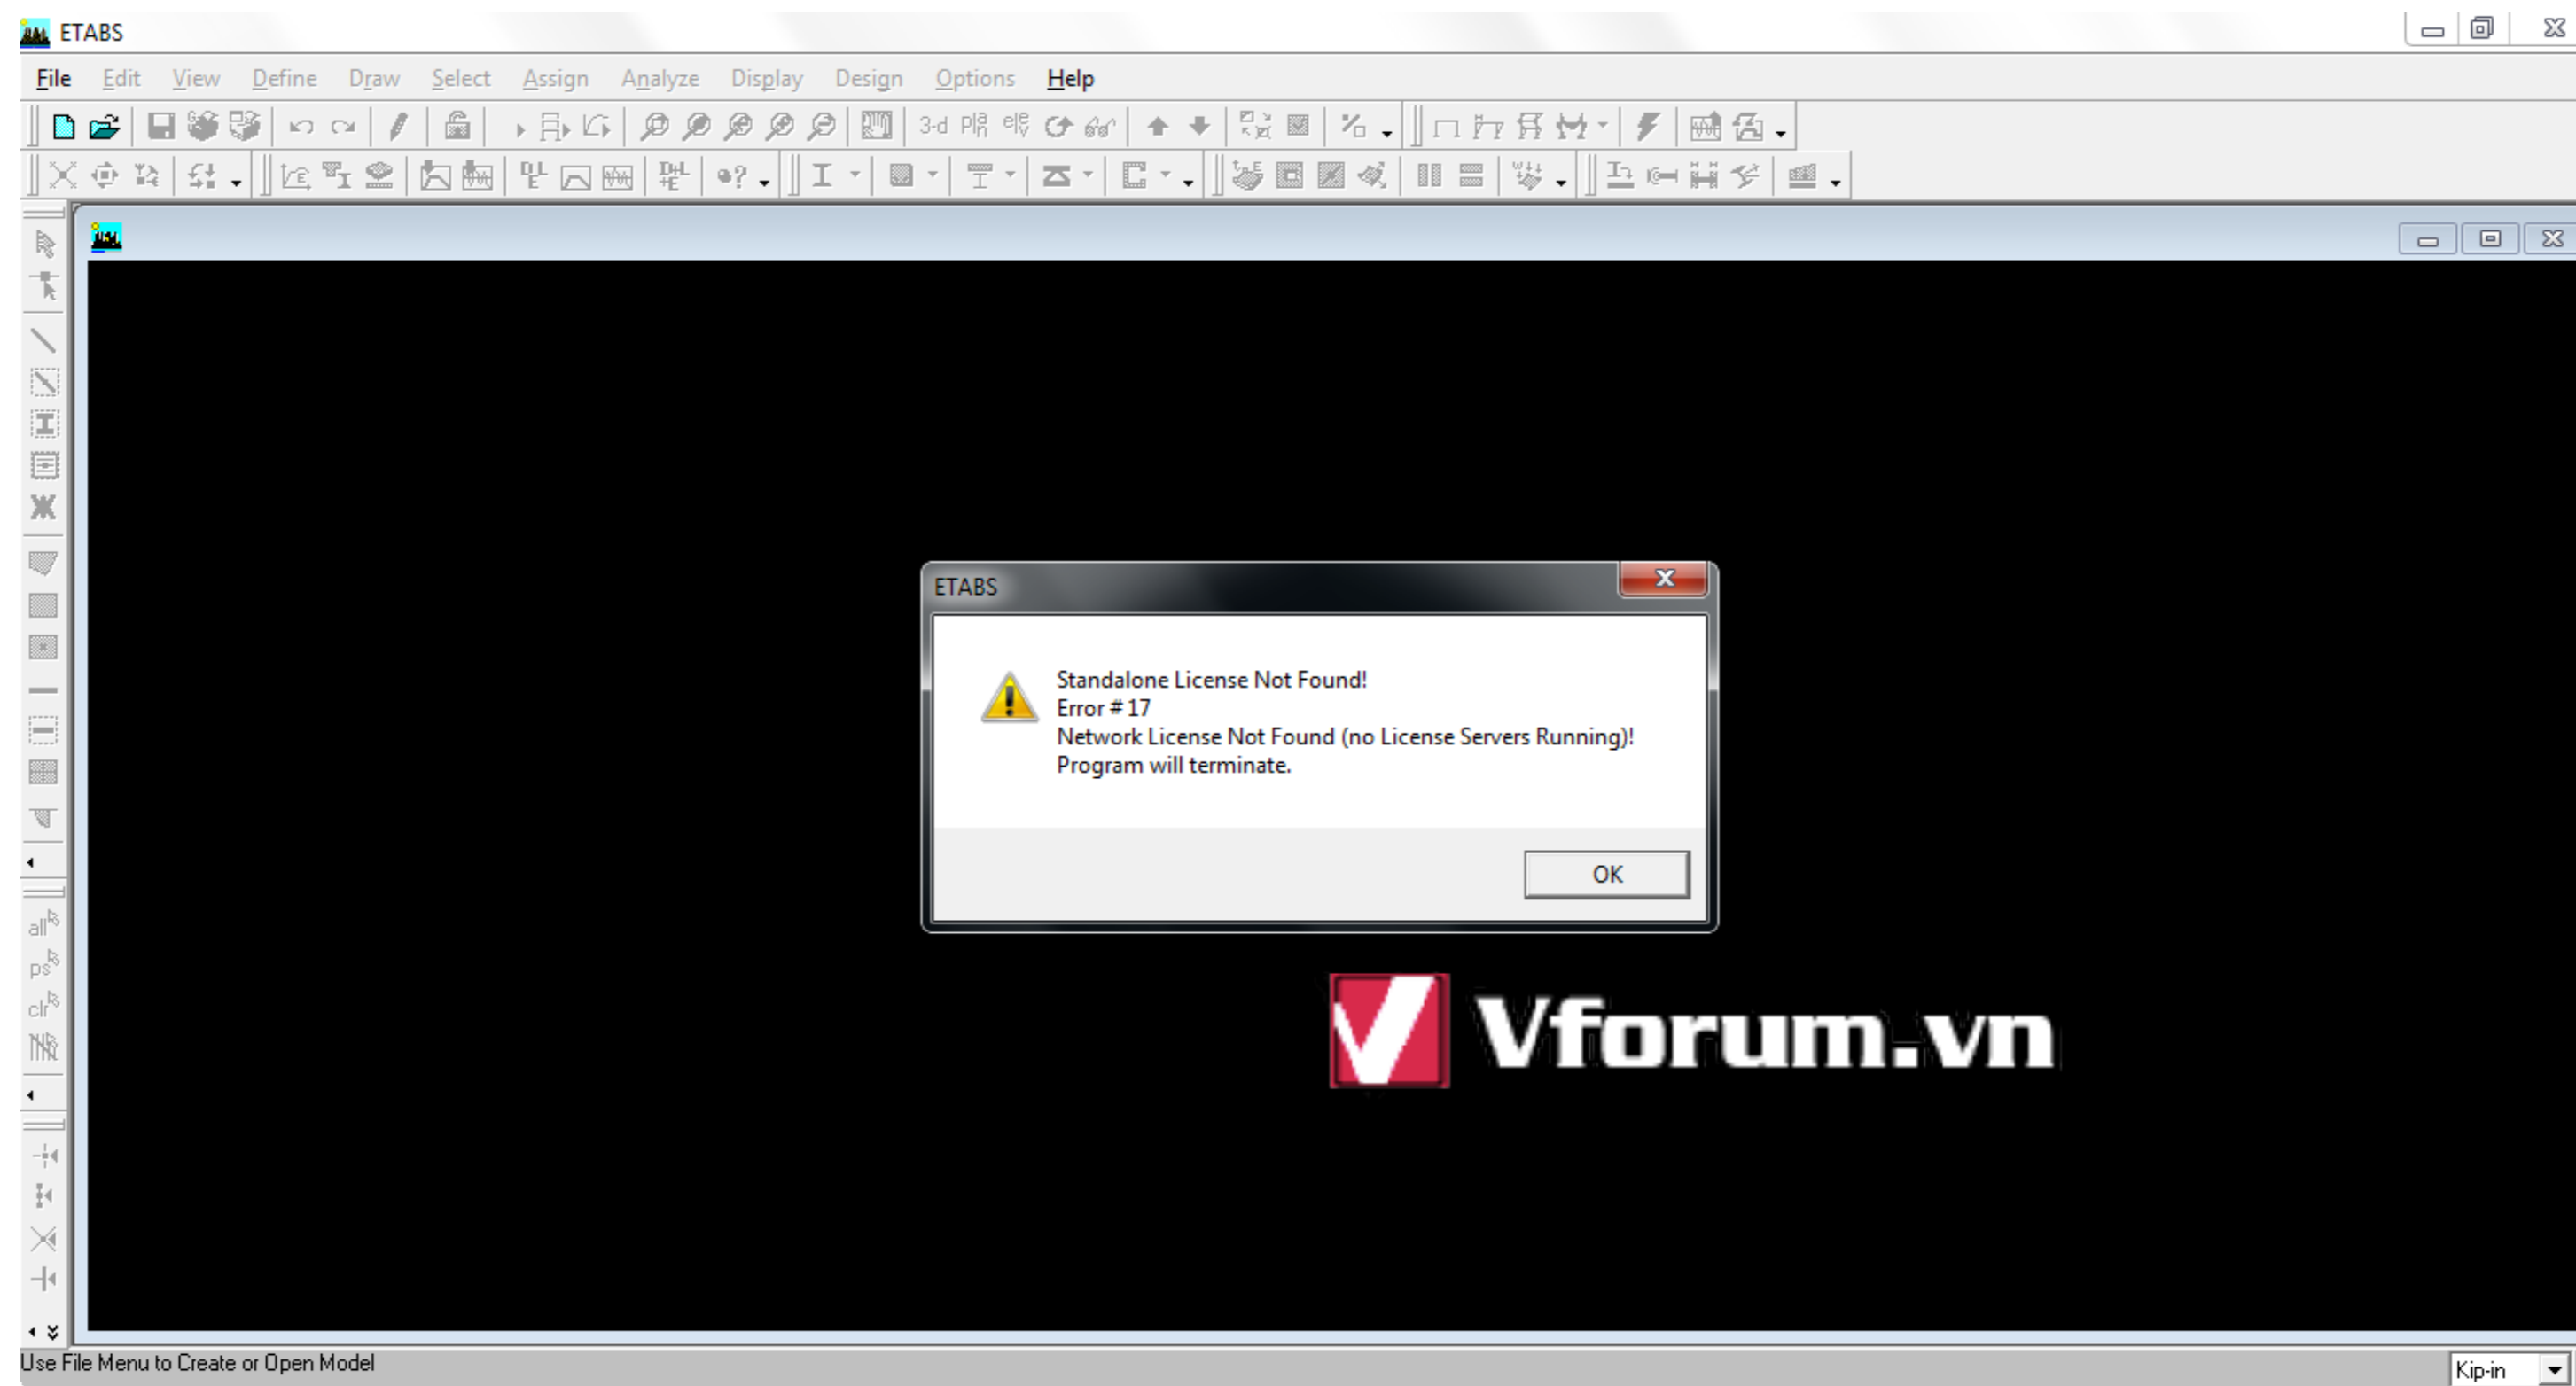 ETABS
File Edit View Define Draw Select Assign Analyze Display Design Options Help
3-d
ETABS
Standalone License Not Found!
Error # 17
Network License Not Found (no License Servers Running)!
Program will terminate.
OK
Vforum.vn
all
ps
clr
Use File Menu to Create or Open Model
Kip-in